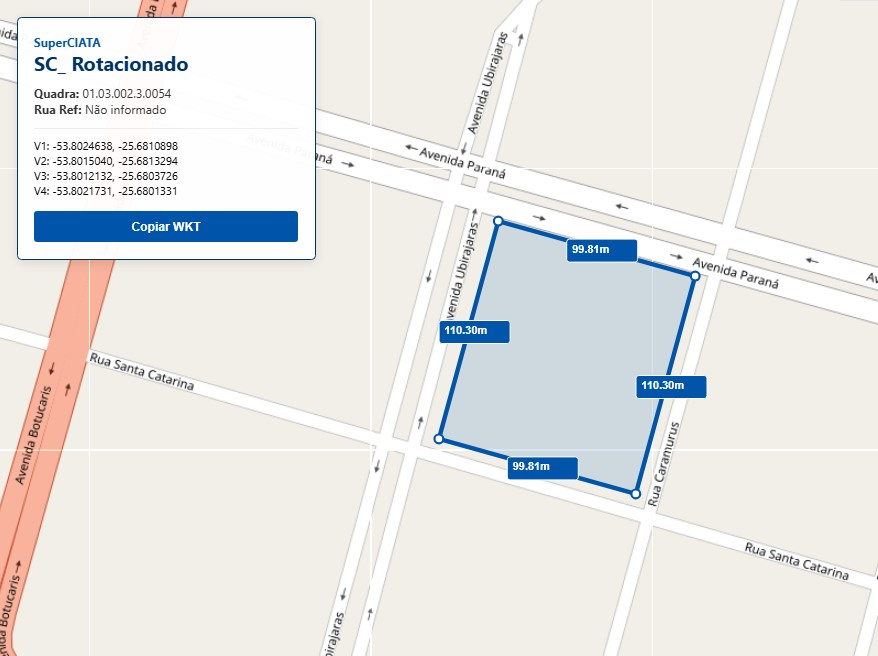 SuperCIATA
SC_ Rotacionado
Quadra: 01.03.002.3.0054
Rua Ref: Não informado
V1: -53.8024638, -25.6810898
V2: -53.8015040, -25.6813294
V3: -53.8012132, -25.6803726
V4: -53.8021731, -25.6801331
Copiar WKT
Avenida Ubirajaras
Avenida Paraná
99.81m
Avenida Paraná
Avenida Ubirajaras
110.30m
110.30m
Rua Santa Catarina
Avenida Botucaris
99.81m
Rua Caramurus
Rua Santa Catarina
nida Botucaris
birajaras